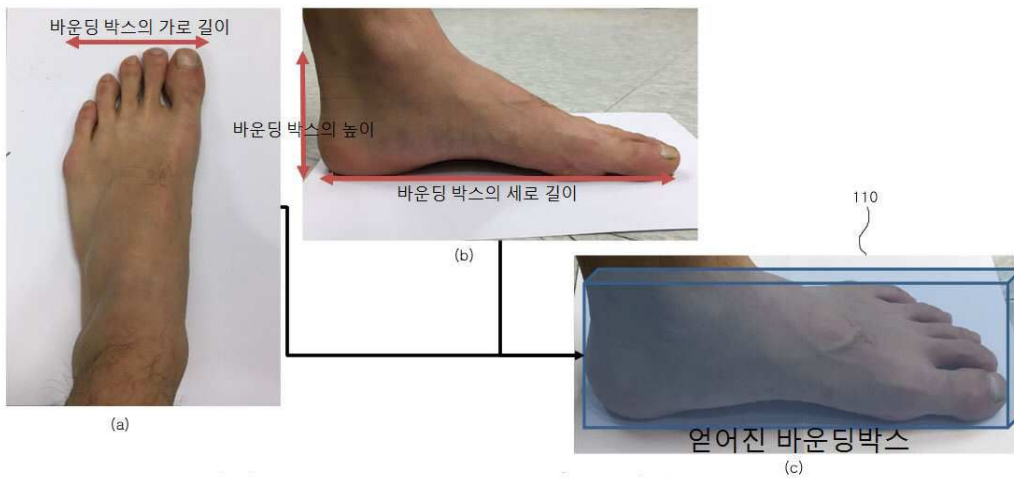 바운딩 박스의 가로 길이
바운딩 박스의 높이
바운딩 박스의 세로 길이
(a)
(b)
110
얻어진 바운딩박스
(c)